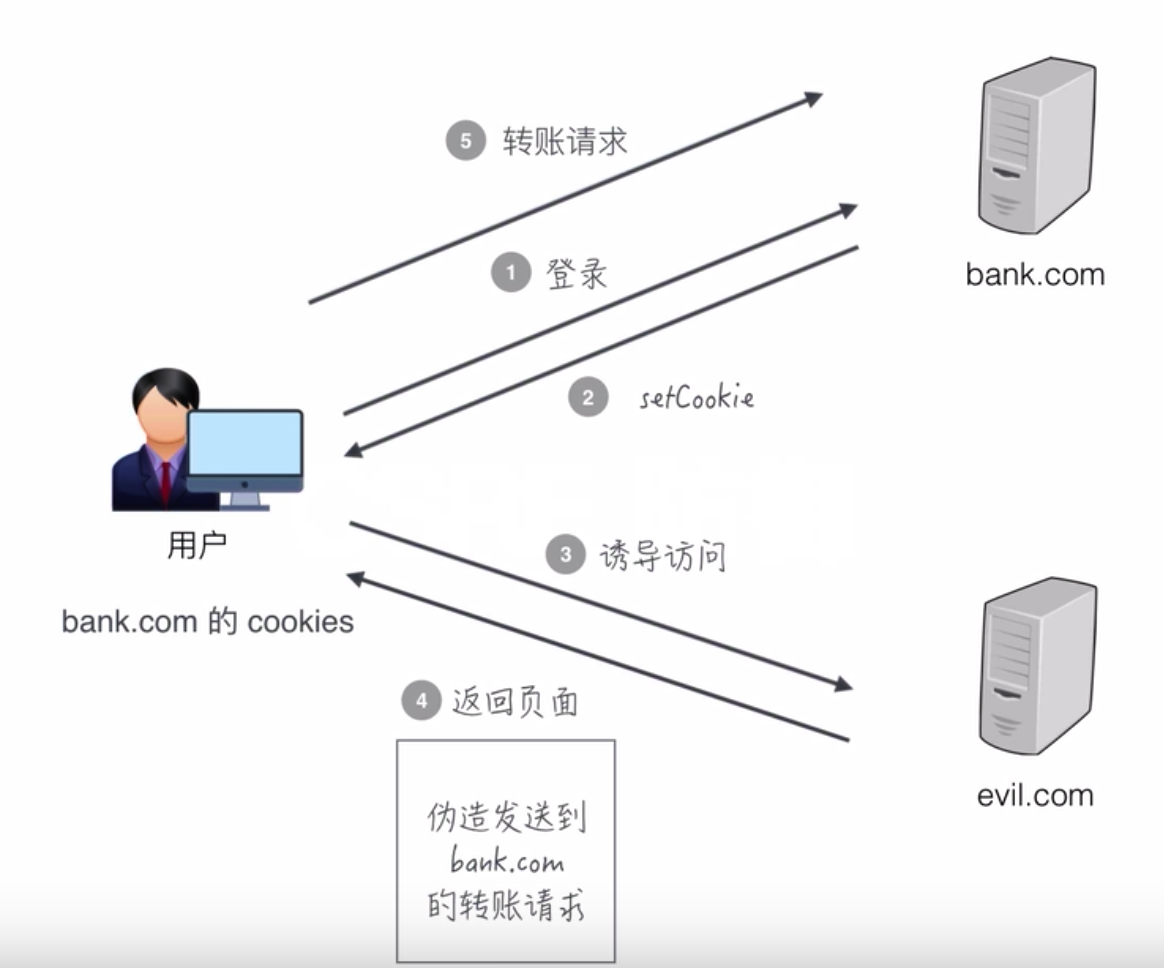 5 转账请求
1 登录
bank.com
2 setCookie
用户
3 诱导访问
bank.com 的 cookies
4 返回页面
evil.com
伪造发送到
bank.com
的转账请求